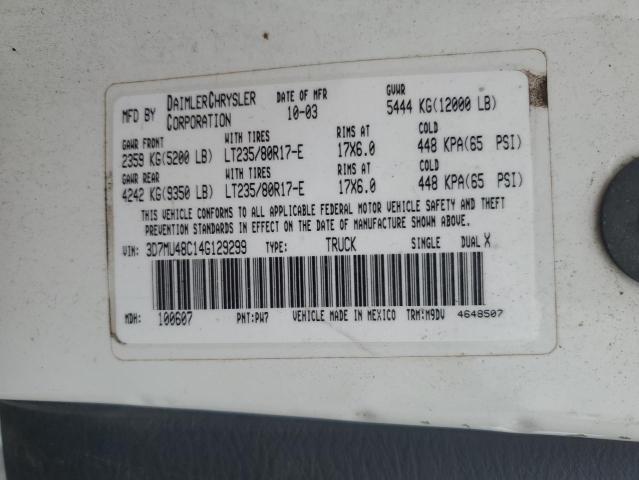 MFD BY DAIMLERCHRYSLER CORPORATION DATE OF MFR 10-03 GVWR 5444 KG(12000 LB)
GAWR FRONT WITH TIRES RIMS AT COLD
2359 KG(5200 LB) LT235/80R17-E 17X6.0 448 KPA(65 PSI)
GAWR REAR WITH TIRES RIMS AT COLD
4242 KG(9350 LB) LT235/80R17-E 17X6.0 448 KPA(65 PSI)
THIS VEHICLE CONFORMS TO ALL APPLICABLE FEDERAL MOTOR VEHICLE SAFETY AND THEFT
PREVENTION STANDARDS IN EFFECT ON THE DATE OF MANUFACTURE SHOWN ABOVE.
VIN: 3D7MU48C14G129299 TYPE: TRUCK SINGLE DUAL X
MDH: 100607 PNT:PW7 VEHICLE MADE IN MEXICO TRM:M9DV 4648507